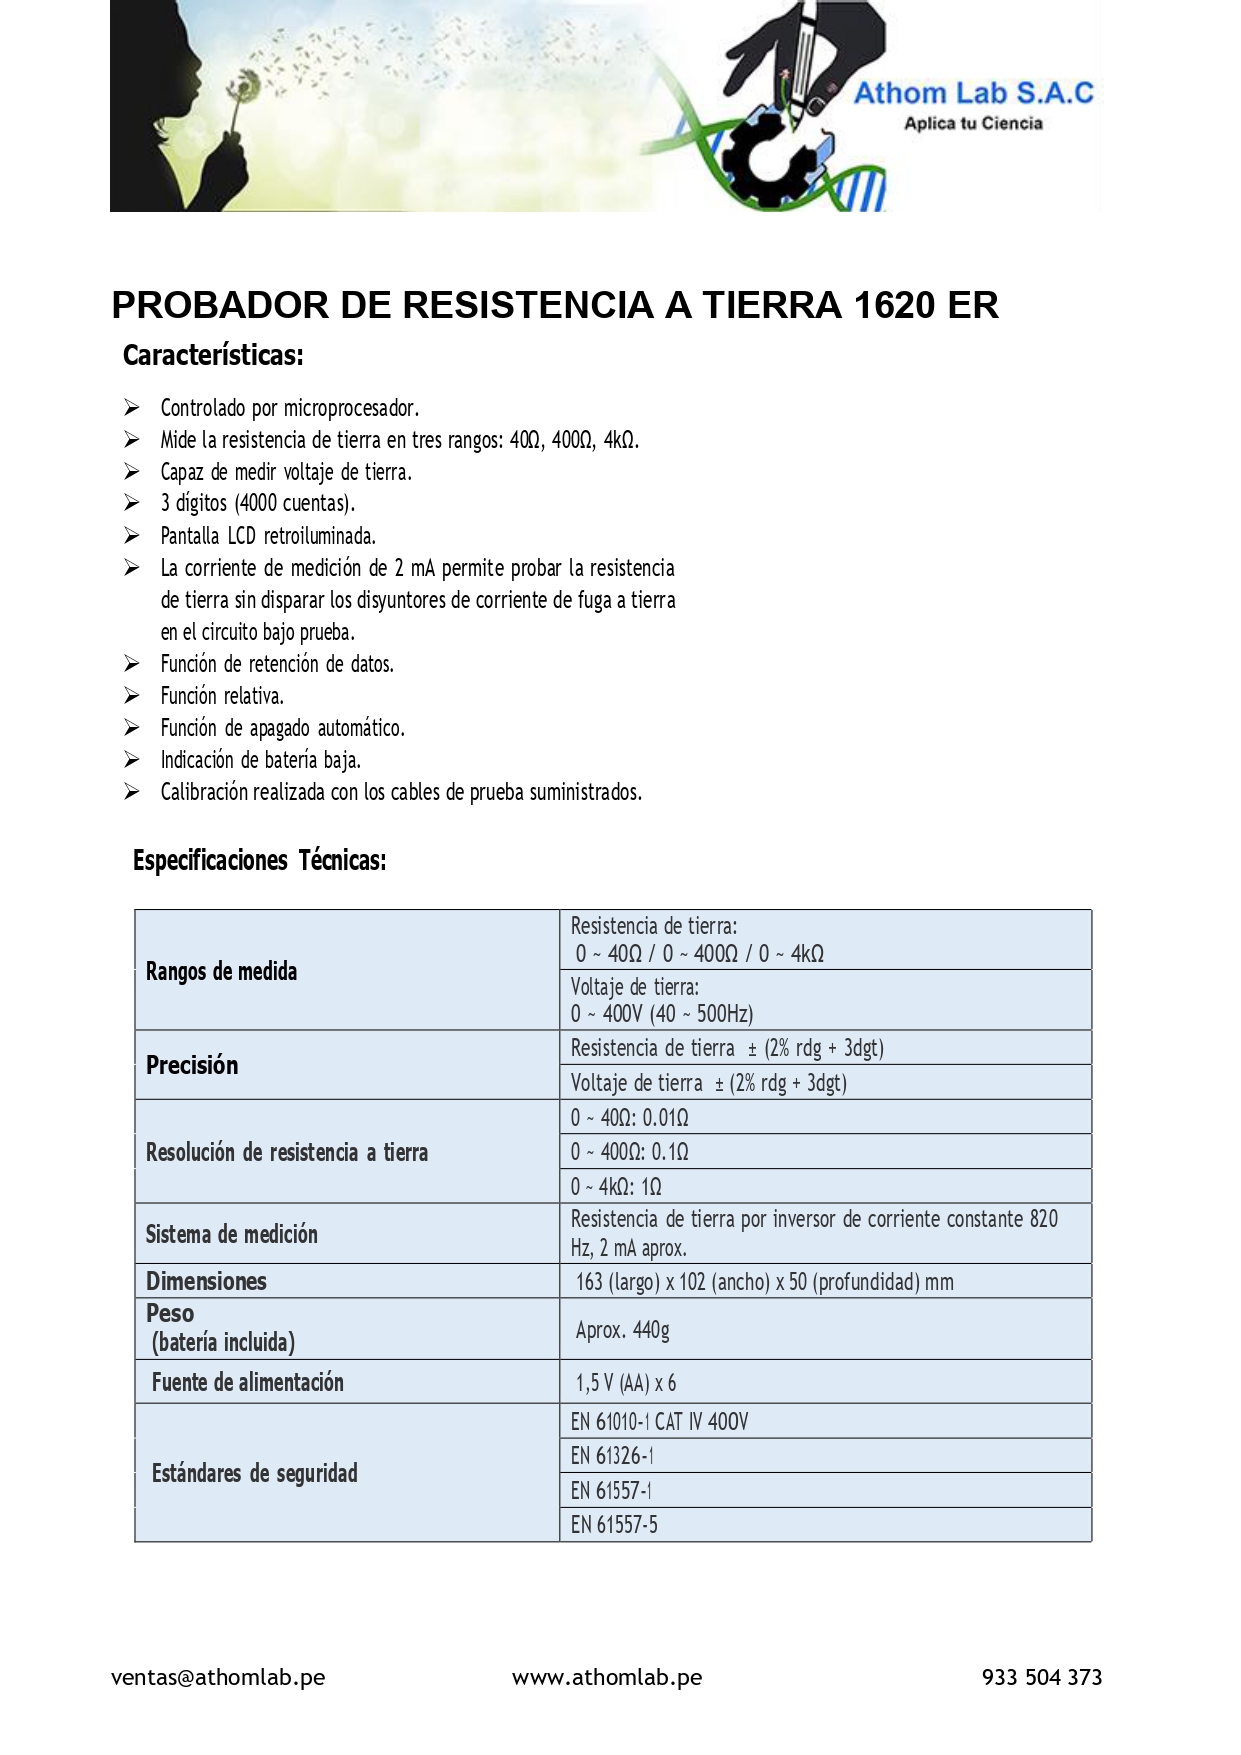 Athom Lab S.A.C
Aplica tu Ciencia
PROBADOR DE RESISTENCIA A TIERRA 1620 ER
Características:
➢ Controlado por microprocesador.
➢ Mide la resistencia de tierra en tres rangos: 40Ω, 400Ω, 4kΩ.
➢ Capaz de medir voltaje de tierra.
➢ 3 dígitos (4000 cuentas).
➢ Pantalla LCD retroiluminada.
➢ La corriente de medición de 2 mA permite probar la resistencia
de tierra sin disparar los disyuntores de corriente de fuga a tierra
en el circuito bajo prueba.
➢ Función de retención de datos.
➢ Función relativa.
➢ Función de apagado automático.
➢ Indicación de batería baja.
➢ Calibración realizada con los cables de prueba suministrados.
Especificaciones Técnicas:
Rangos de medida
Resistencia de tierra:
0 ~ 40Ω / 0 ~ 400Ω / 0 ~ 4kΩ
Voltaje de tierra:
0 ~ 400V (40 ~ 500Hz)
Precisión
Resistencia de tierra ± (2% rdg + 3dgt)
Voltaje de tierra ± (2% rdg + 3dgt)
Resolución de resistencia a tierra
0 ~ 40Ω: 0.01Ω
0 ~ 400Ω: 0.1Ω
0 ~ 4kΩ: 1Ω
Sistema de medición
Resistencia de tierra por inversor de corriente constante 820
Hz, 2 mA aprox.
Dimensiones
163 (largo) x 102 (ancho) x 50 (profundidad) mm
Peso
(batería incluida)
Aprox. 440g
Fuente de alimentación
1,5 V (AA) x 6
Estándares de seguridad
EN 61010-1 CAT IV 400V
EN 61326-1
EN 61557-1
EN 61557-5
ventas@athomlab.pe www.athomlab.pe 933 504 373